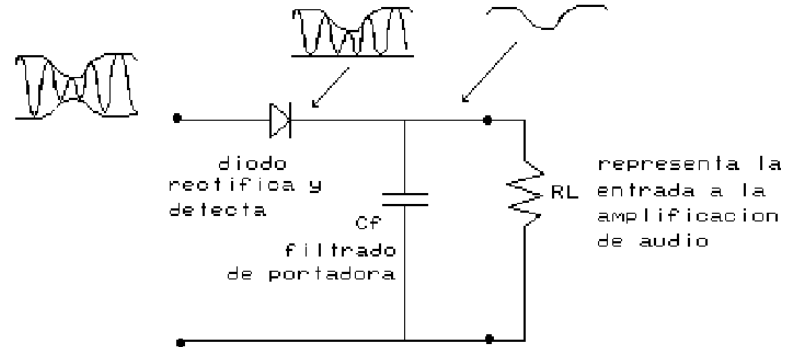 diodo
rectifica y
detecta
Cf
filtrado
de portadora
RL
representa la
entrada a la
amplificacion
de audio